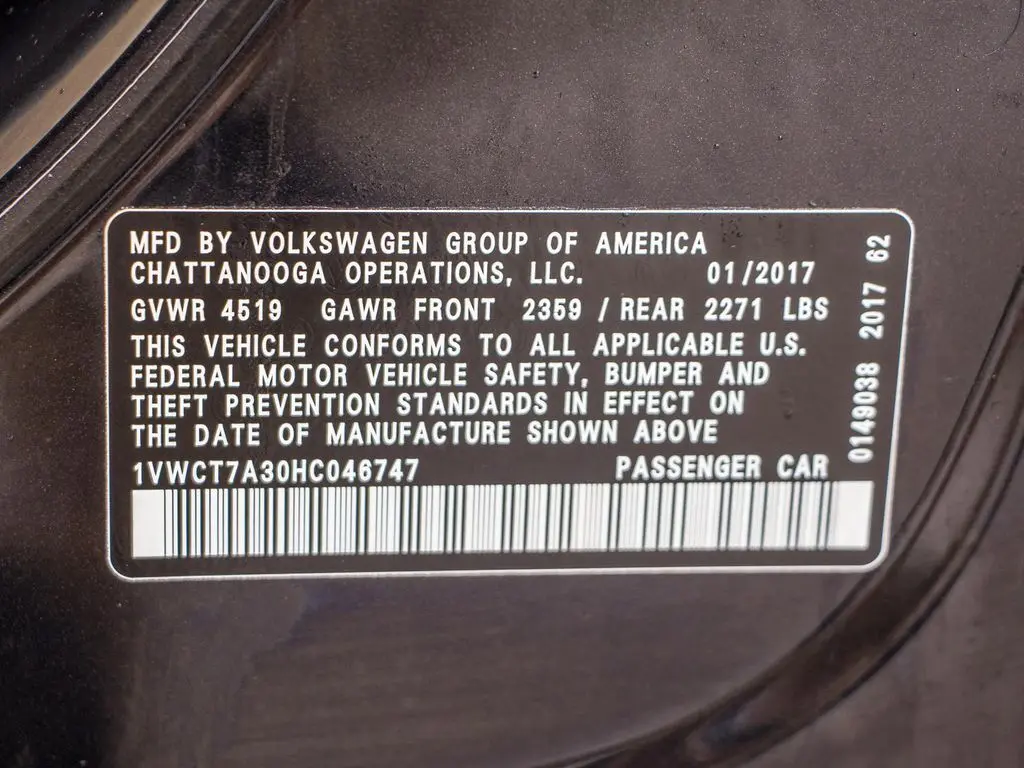 MFD BY VOLKSWAGEN GROUP OF AMERICA
CHATTANOOGA OPERATIONS, LLC. 01/2017
GVWR 4519 GAWR FRONT 2359 / REAR 2271 LBS
THIS VEHICLE CONFORMS TO ALL APPLICABLE U.S.
FEDERAL MOTOR VEHICLE SAFETY, BUMPER AND
THEFT PREVENTION STANDARDS IN EFFECT ON
THE DATE OF MANUFACTURE SHOWN ABOVE
1VWCT7A30HC046747 PASSENGER CAR
0149038 2017 62